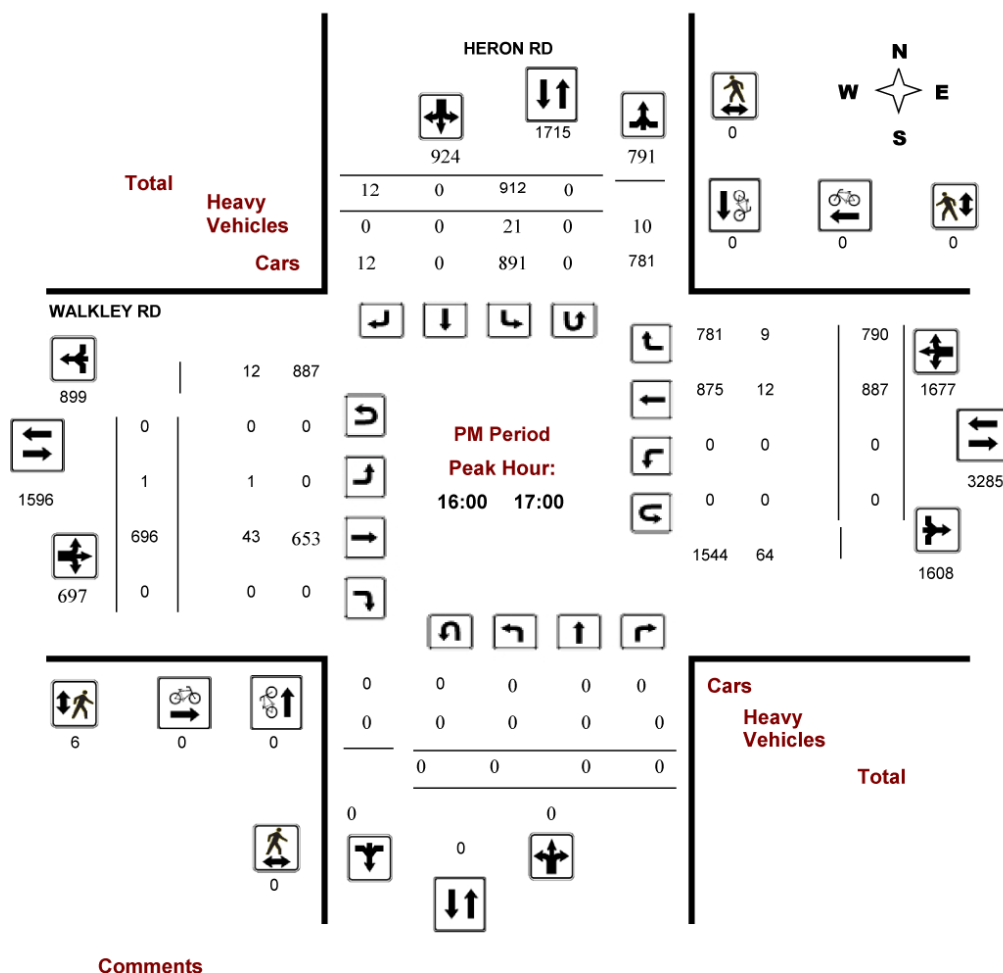 HERON RD
N
W E
S
1715
0
924 791
Total 12 0 912 0
Heavy
Vehicles 0 0 21 0 10
0 0 0
Cars 12 0 891 0 781
WALKLEY RD
781 9 790
12 887
899 875 12 887 1677
0 0 0 PM Period 0 0 0
Peak Hour:
1 1 0 3285
1596 16:00 17:00 0 0 0
696 43 653
1544 64
1608
697 0 0 0
0 0 0 0 0 Cars
6 0 0 0 0 0 0 0 Heavy
Vehicles
0 0 0 0 Total
0 0
0
0
Comments